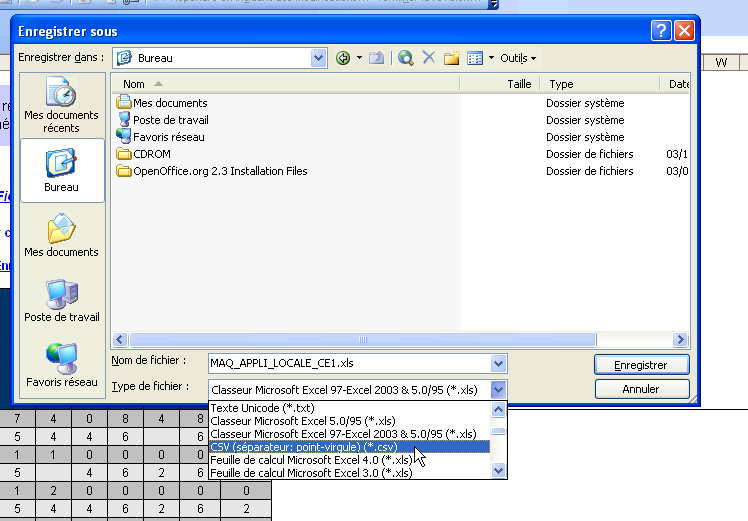 Enregistrer sous
Enregistrer dans :
Bureau
Outils
Nom
Taille
Type
Date
W
Mes documents récents
Bureau
Mes documents
Poste de travail
Favoris réseau
Mes documents
Dossier système
Poste de travail
Dossier système
Favoris réseau
Dossier système
CDROM
Dossier de fichiers
03/1
OpenOffice.org 2.3 Installation Files
Dossier de fichiers
03/0
Nom de fichier :
MAQ_APPLI_LOCALE_CE1.xls
Enregistrer
Type de fichier :
Classeur Microsoft Excel 97-Excel 2003 & 5.0/95 (*.xls)
Annuler
Texte Unicode (*.txt)
Classeur Microsoft Excel 5.0/95 (*.xls)
Classeur Microsoft Excel 97-Excel 2003 & 5.0/95 (*.xls)
CSV (séparateur: point-virgule) (*.csv)
Feuille de calcul Microsoft Excel 4.0 (*.xls)
Feuille de calcul Microsoft Excel 3.0 (*.xls)
7 4 0 8 4 8
5 4 4 6 6
1 1 0 0 0 0
5 4 6 2 6
1 2 0 0 0 0 0
5 4 4 6 2 6 2